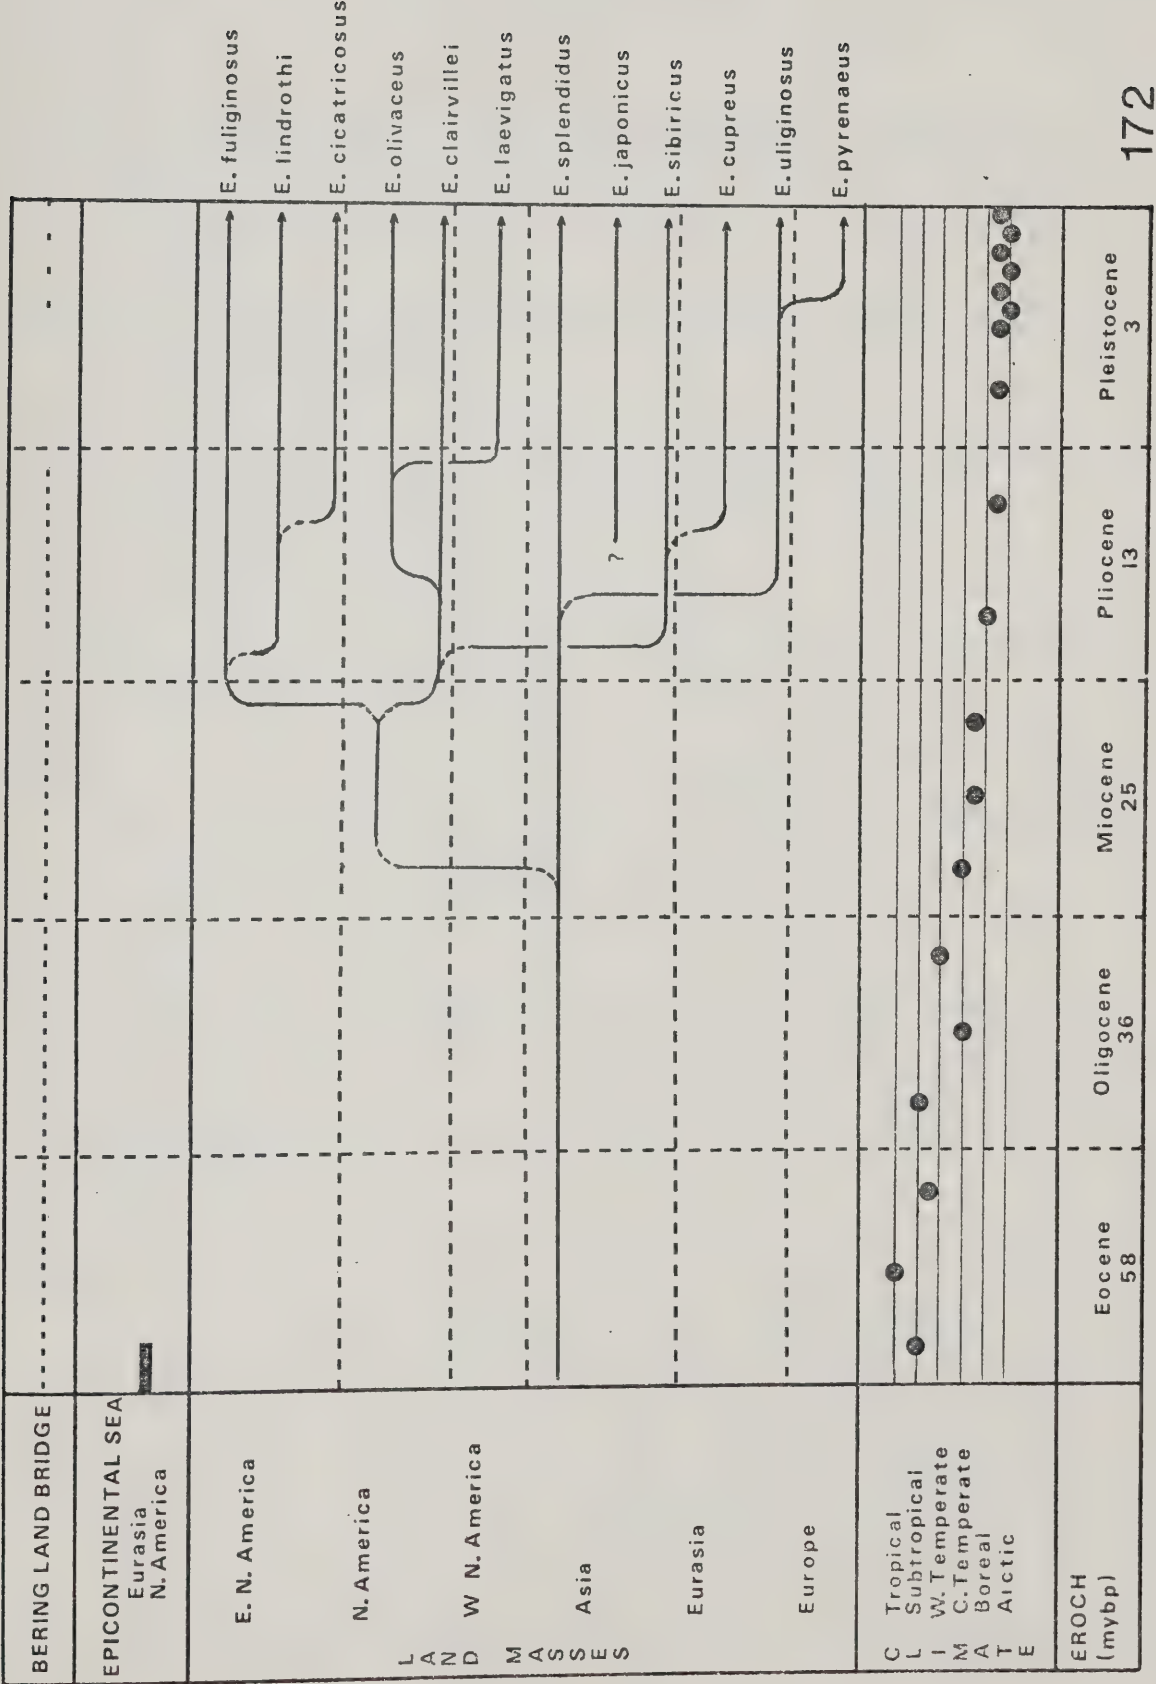 BERING LAND BRIDGE
EPICONTINENTAL SEA
Eurasia
N. America
LAND MASSES
E. N. America
N. America
W N. America
Asia
Eurasia
Europe
CLIMATE
Tropical
Subtropical
W. Temperate
C. Temperate
Boreal
Arctic
EROCH
(mybp)
Eocene
58
Oligocene
36
Miocene
25
Pliocene
13
Pleistocene
3
E. fuliginosus
E. lindrothi
E. cicatricosus
E. olivaceus
E. clairvillei
E. laevigatus
E. splendidus
E. japonicus
E. sibiricus
E. cupreus
E. uliginosus
E. pyrenaeus
?
172